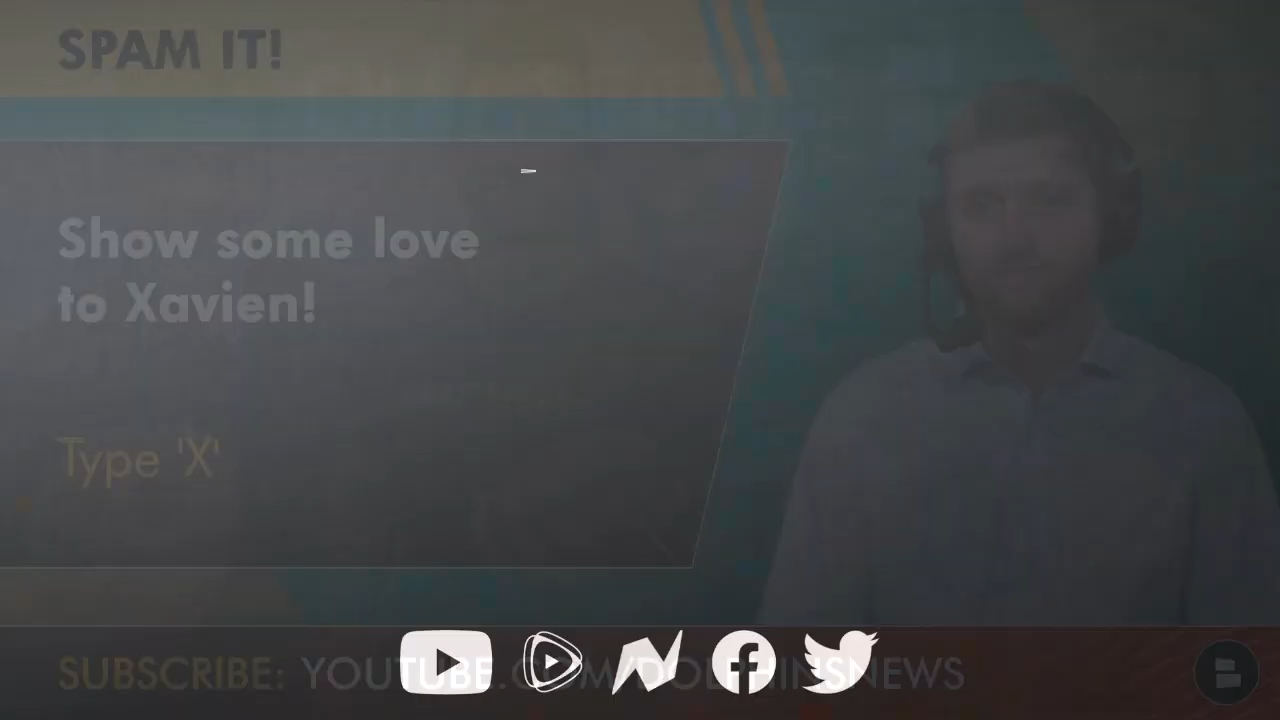 SPAM IT!
Show some love
to Xavien!
Type 'X'
SUBSCRIBE: YOUTUBE.COM/DOLPHINSNEWS